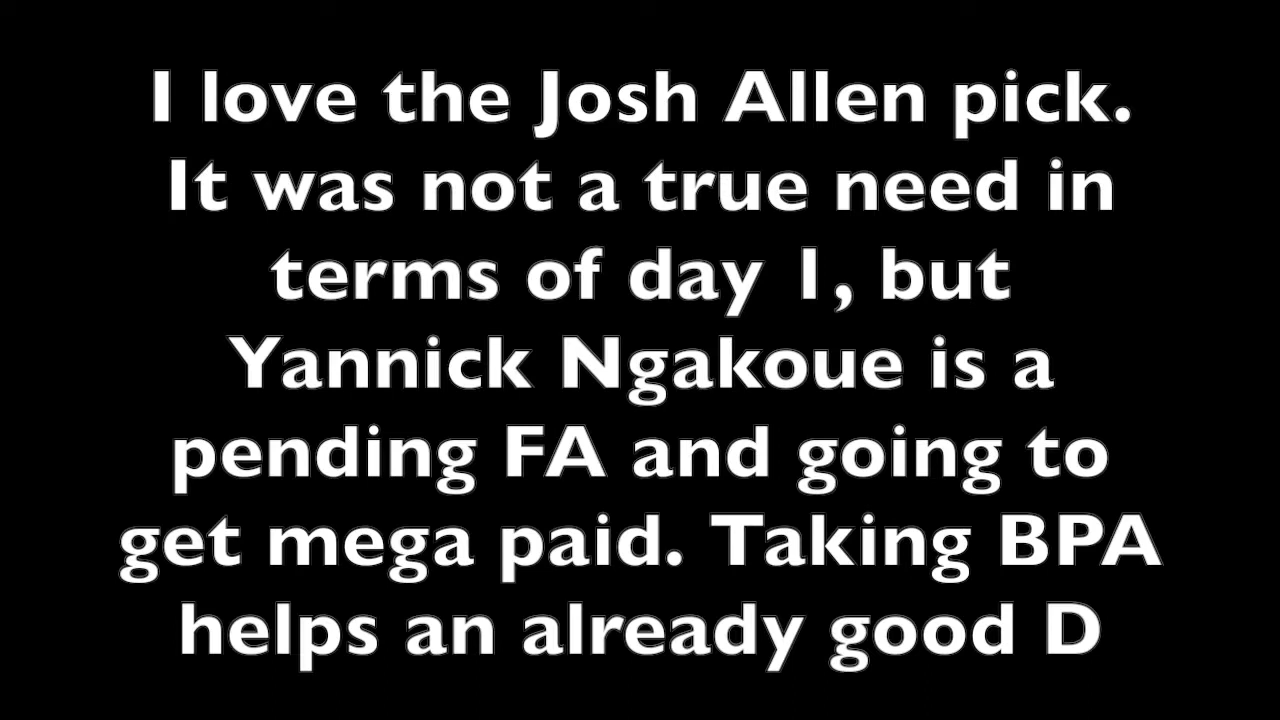 I love the Josh Allen pick.
It was not a true need in
terms of day 1, but
Yannick Ngakoue is a
pending FA and going to
get mega paid. Taking BPA
helps an already good D